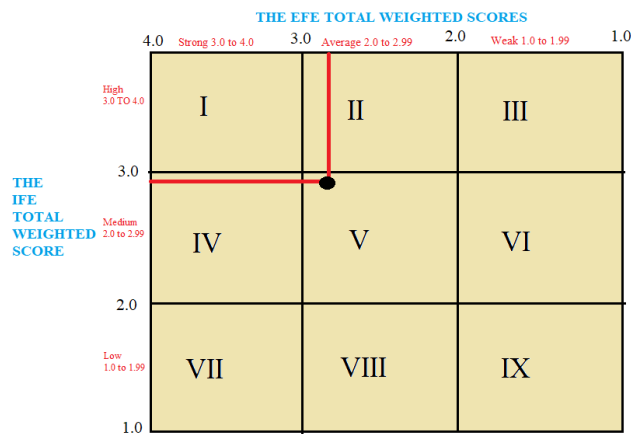 THE EFE TOTAL WEIGHTED SCORES
4.0 Strong 3.0 to 4.0 3.0 Average 2.0 to 2.99 2.0 Weak 1.0 to 1.99 1.0
High
3.0 TO 4.0
I II III
3.0
THE
IFE
TOTAL
WEIGHTED
SCORE
Medium
2.0 to 2.99
IV V VI
2.0
Low
1.0 to 1.99
VII VIII IX
1.0